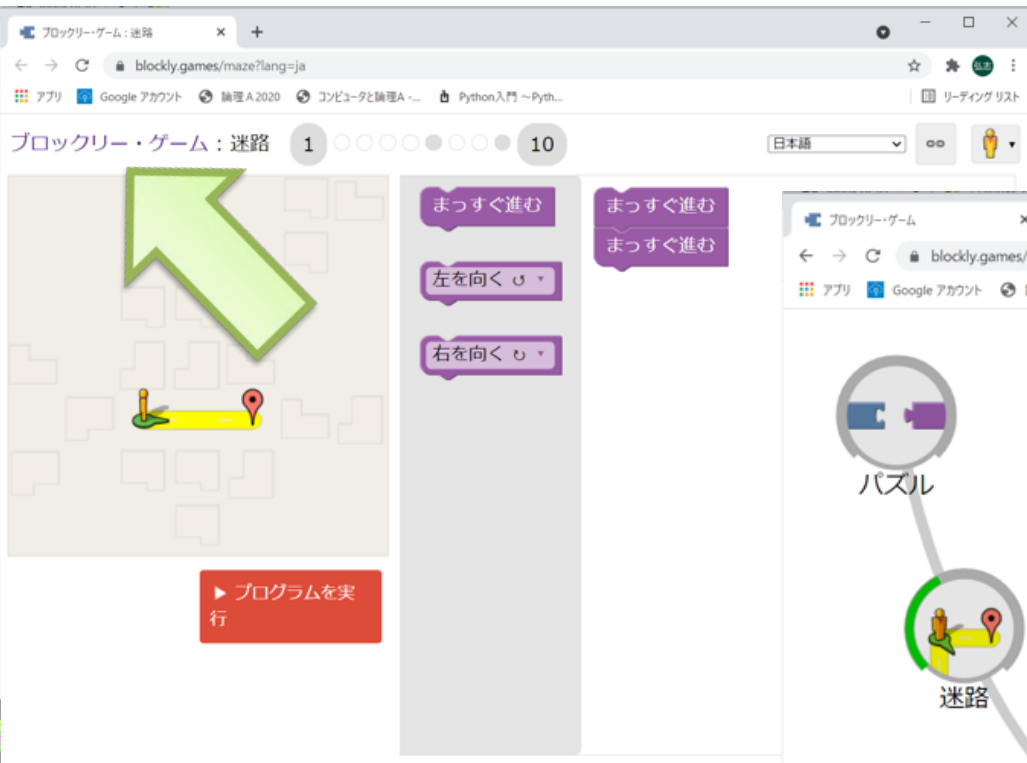 ブロックリー・ゲーム : 迷路
blockly.games/maze?lang=ja
アプリ Google アカウント 論理 A 2020 コンピュータと論理A -... Python入門 ～Pyth... リーディング リスト
ブロックリー・ゲーム : 迷路 1 10 日本語
まっすぐ進む
左を向く
右を向く
まっすぐ進む
まっすぐ進む
プログラムを実
行
ブロックリー・ゲーム
blockly.games/
アプリ Google アカウント
パズル
迷路